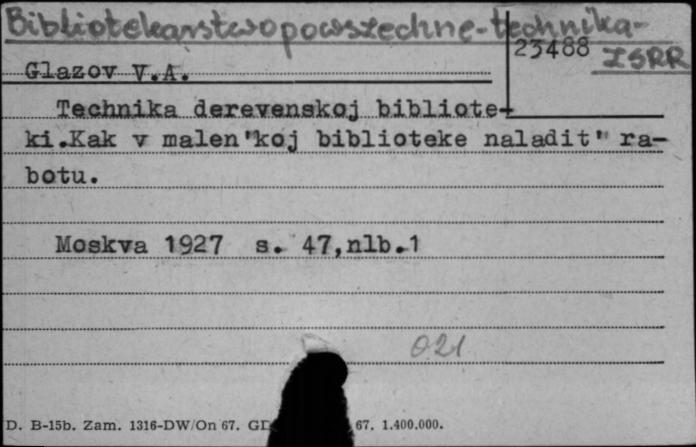 Bibliotekarstwo powszechne-technika-
ZSRR
23488
Glazov V.A.
Technika derevenskoj bibliote-
ki.Kak v malen"koj biblioteke naladit" ra-
botu.
Moskva 1927 s. 47,nlb.1
021
D. B-15b. Zam. 1316-DW/On 67. GD 67. 1.400.000.